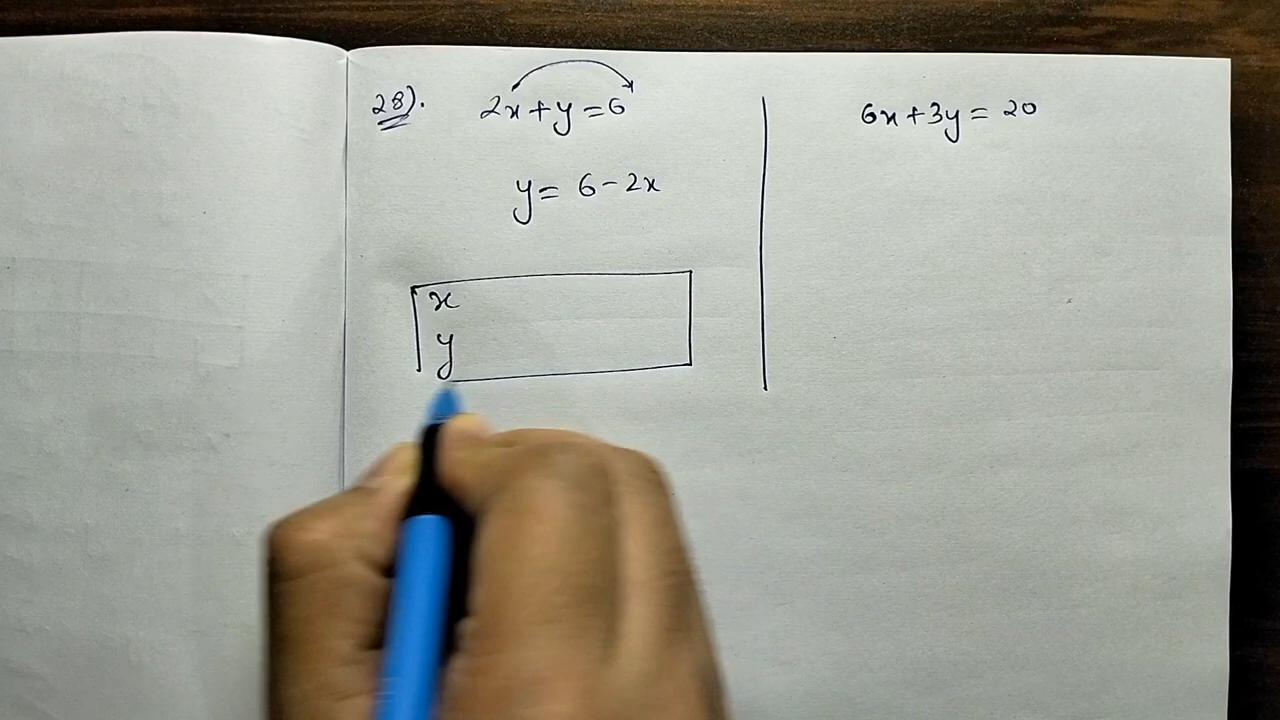 28). 2x+y=6
y= 6-2x
x
y
6x+3y= 20